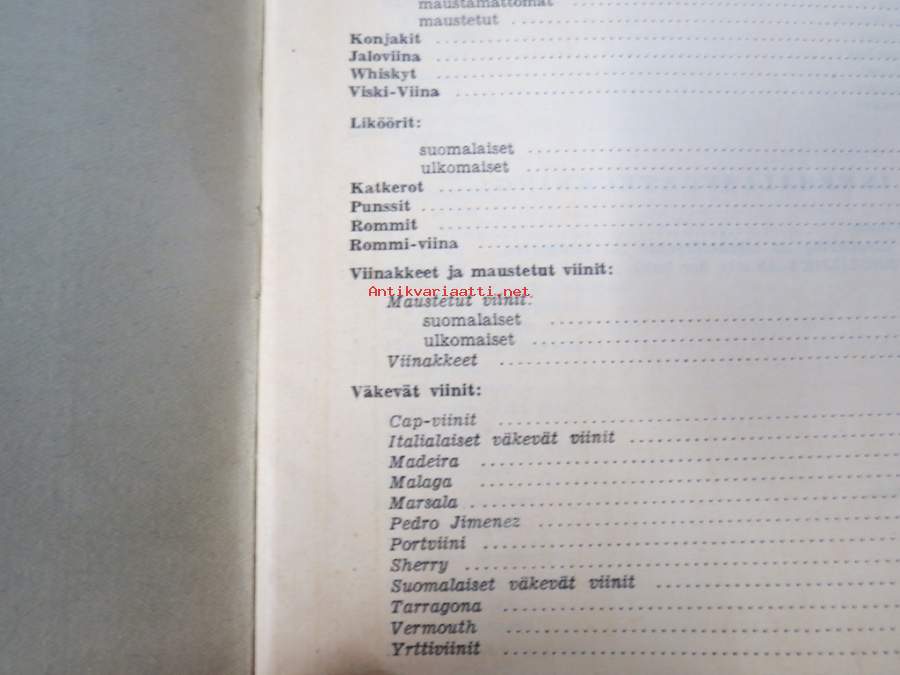 maustamattomat
maustetut
Konjakit
Jaloviina
Whiskyt
Viski-Viina
Liköörit:
suomalaiset
ulkomaiset
Katkerot
Punssit
Rommit
Rommi-viina
Viinakkeet ja maustetut viinit:
Antikvariaatti.net
Maustetut viinit:
suomalaiset
ulkomaiset
Viinakkeet
Väkevät viinit:
Cap-viinit
Italialaiset väkevät viinit
Madeira
Malaga
Marsala
Pedro Jimenez
Portviini
Sherry
Suomalaiset väkevät viinit
Tarragona
Vermouth
Yrttiviinit